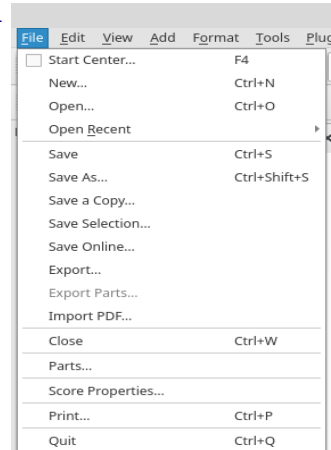 File Edit View Add Format Tools
Start Center... F4
New... Ctrl+N
Open... Ctrl+O
Open Recent
Save Ctrl+S
Save As... Ctrl+Shift+S
Save a Copy...
Save Selection...
Save Online...
Export...
Export Parts...
Import PDF...
Close Ctrl+W
Parts...
Score Properties...
Print... Ctrl+P
Quit Ctrl+Q